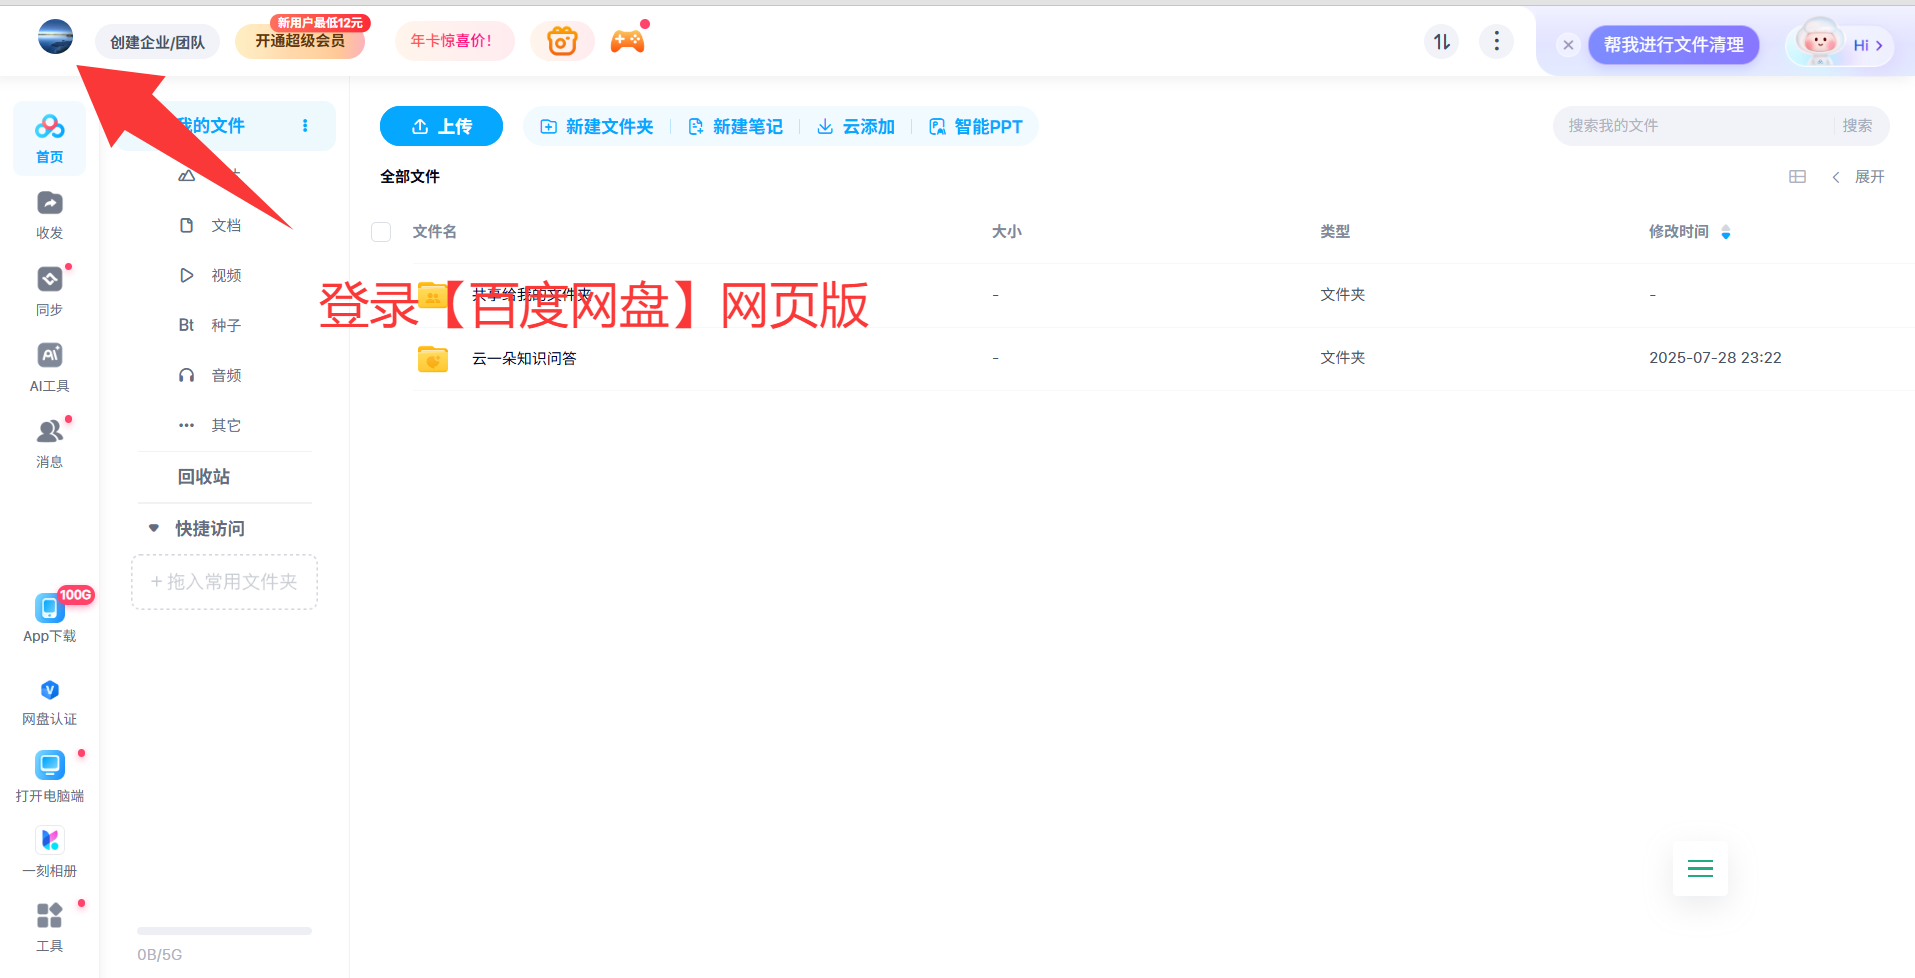 创建企业/团队
新用户最低12元
开通超级会员
年卡惊喜价！
帮我进行文件清理
Hi
首页
收发
同步
AI工具
消息
100G
App下载
网盘认证
打开电脑端
一刻相册
工具
我的文件
文档
视频
Bt 种子
音频
其它
回收站
快捷访问
+ 拖入常用文件夹
0B/5G
上传
新建文件夹
新建笔记
云添加
智能PPT
搜索我的文件
搜索
全部文件
展开
文件名 大小 类型 修改时间
共享给我的文件夹 - 文件夹 -
登录【百度网盘】网页版
云一朵知识问答 - 文件夹 2025-07-28 23:22